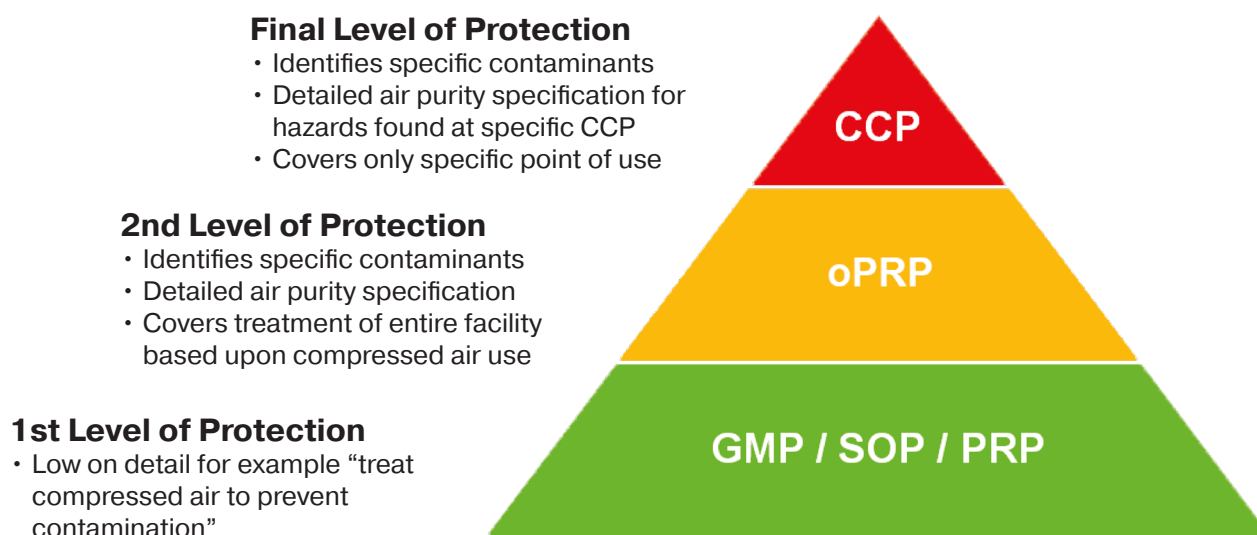 Final Level of Protection
• Identifies specific contaminants
• Detailed air purity specification for
hazards found at specific CCP
• Covers only specific point of use
CCP
2nd Level of Protection
• Identifies specific contaminants
• Detailed air purity specification
• Covers treatment of entire facility
based upon compressed air use
oPRP
1st Level of Protection
• Low on detail for example “treat
compressed air to prevent
contamination”
GMP / SOP / PRP